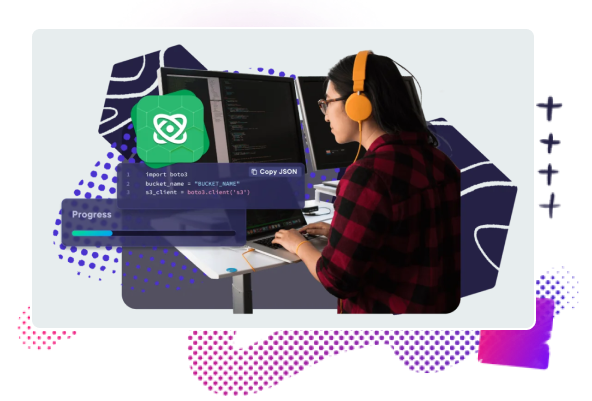 Copy JSON
1 import boto3
2 bucket_name = "BUCKET_NAME"
3 s3_client = boto3.client('s3')
Progress